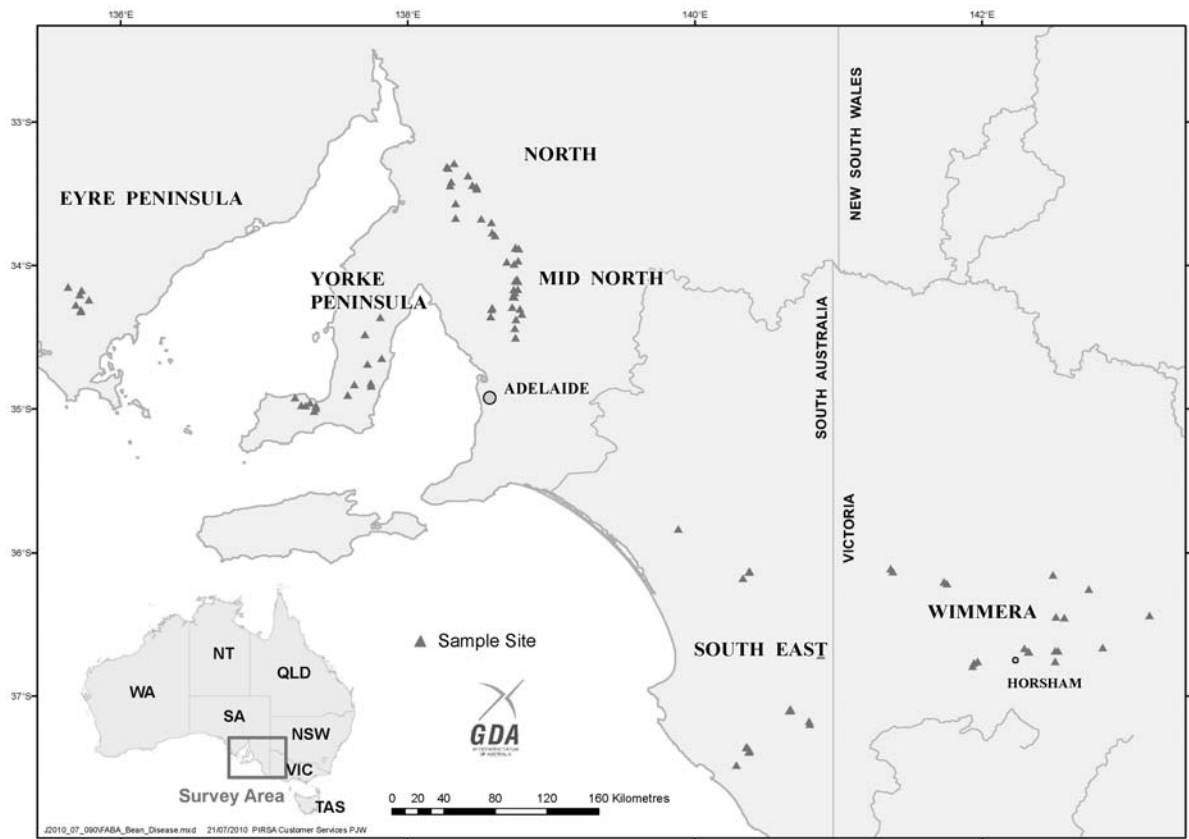 136°E
138°E
140°E
142°E
33°S
34°S
35°S
36°S
37°S
NORTH
EYRE PENINSULA
NEW SOUTH WALES
YORKE
PENINSULA
MID NORTH
SOUTH AUSTRALIA
ADELAIDE
VICTORIA
WIMMERA
SOUTH EAST
HORSHAM
Sample Site
NT
QLD
WA
SA
NSW
VIC
TAS
Survey Area
GDA
OF AUSTRALIA
0 20 40 80 120 160 Kilometres
J2010_07_090\FABA_Bean_Disease.mxd 21/07/2010 PIRSA Customer Services PJW